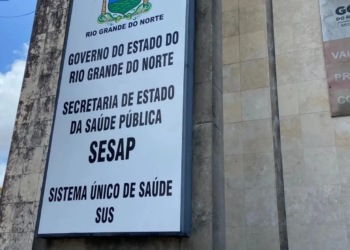 RIO GRANDE DO NORTE
GOVERNO DO ESTADO DO
RIO GRANDE DO NORTE
SECRETARIA DE ESTADO
DA SAÚDE PÚBLICA
SESAP
SISTEMA ÚNICO DE SAÚDE
SUS